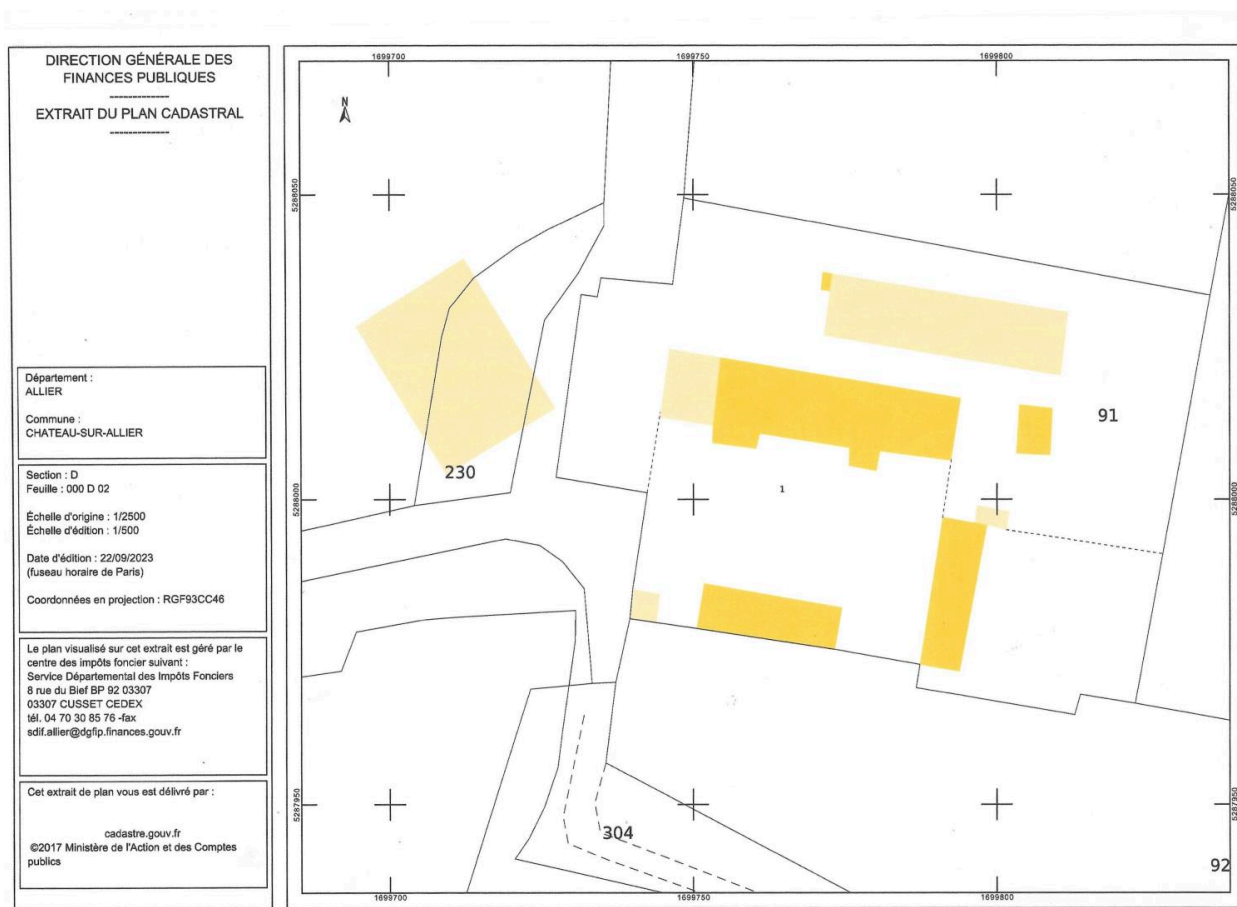 DIRECTION GÉNÉRALE DES
FINANCES PUBLIQUES
-------------
EXTRAIT DU PLAN CADASTRAL
-------------
Département :
ALLIER
Commune :
CHATEAU-SUR-ALLIER
Section : D
Feuille : 000 D 02
Échelle d'origine : 1/2500
Échelle d'édition : 1/500
Date d'édition : 22/09/2023
(fuseau horaire de Paris)
Coordonnées en projection : RGF93CC46
Le plan visualisé sur cet extrait est géré par le
centre des impôts foncier suivant :
Service Départemental des Impôts Fonciers
8 rue du Bief BP 92 03307
03307 CUSSET CEDEX
tél. 04 70 30 85 76 -fax
sdif.allier@dgfip.finances.gouv.fr
Cet extrait de plan vous est délivré par :
cadastre.gouv.fr
©2017 Ministère de l'Action et des Comptes
publics
1699700
1699750
1699800
N
5288050
5288050
91
230
1
5288000
5288000
304
5287950
5287950
92
1699700
1699750
1699800